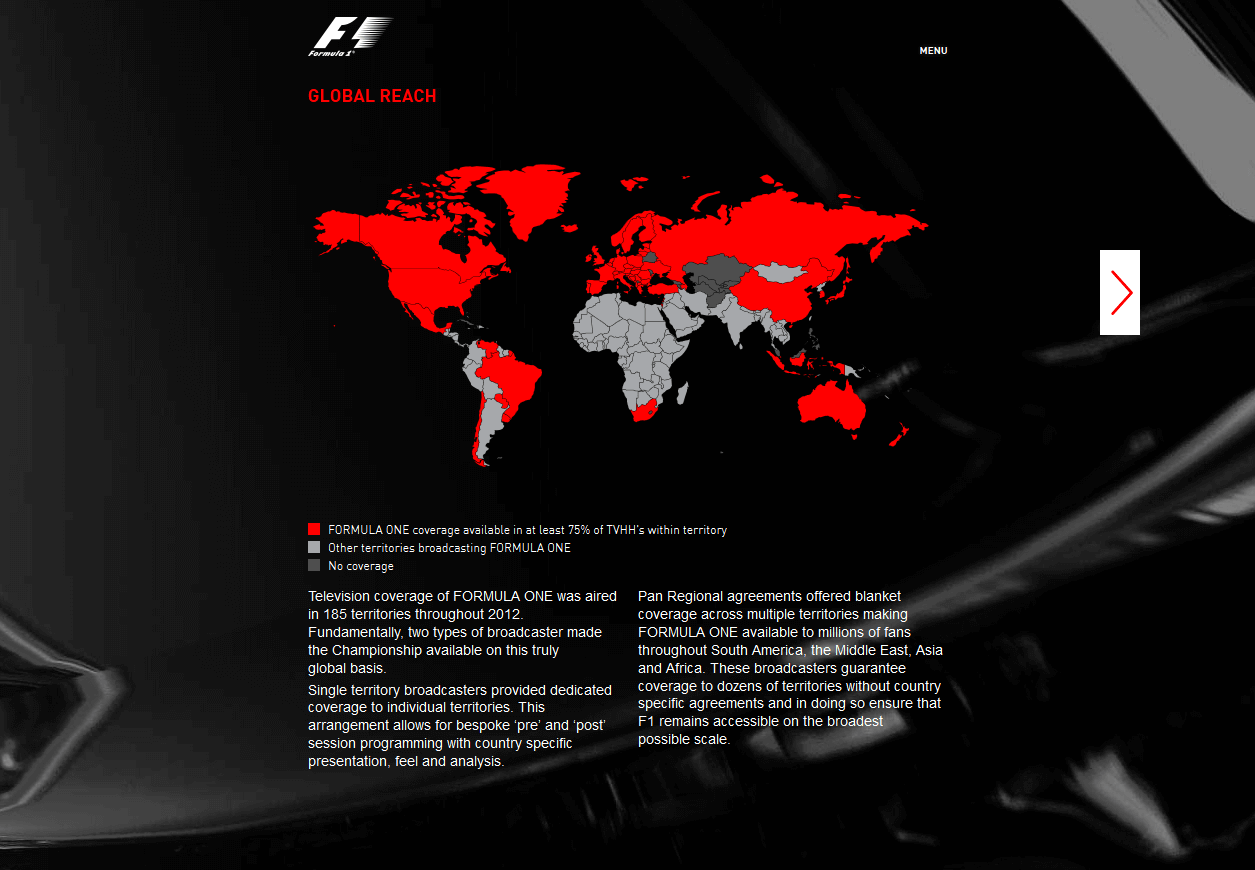 F1
Formula 1®
MENU
GLOBAL REACH
FORMULA ONE coverage available in at least 75% of TVHH's within territory
Other territories broadcasting FORMULA ONE
No coverage
Television coverage of FORMULA ONE was aired
in 185 territories throughout 2012.
Fundamentally, two types of broadcaster made
the Championship available on this truly
global basis.
Single territory broadcasters provided dedicated
coverage to individual territories. This
arrangement allows for bespoke ‘pre’ and ‘post’
session programming with country specific
presentation, feel and analysis.
Pan Regional agreements offered blanket
coverage across multiple territories making
FORMULA ONE available to millions of fans
throughout South America, the Middle East, Asia
and Africa. These broadcasters guarantee
coverage to dozens of territories without country
specific agreements and in doing so ensure that
F1 remains accessible on the broadest
possible scale.